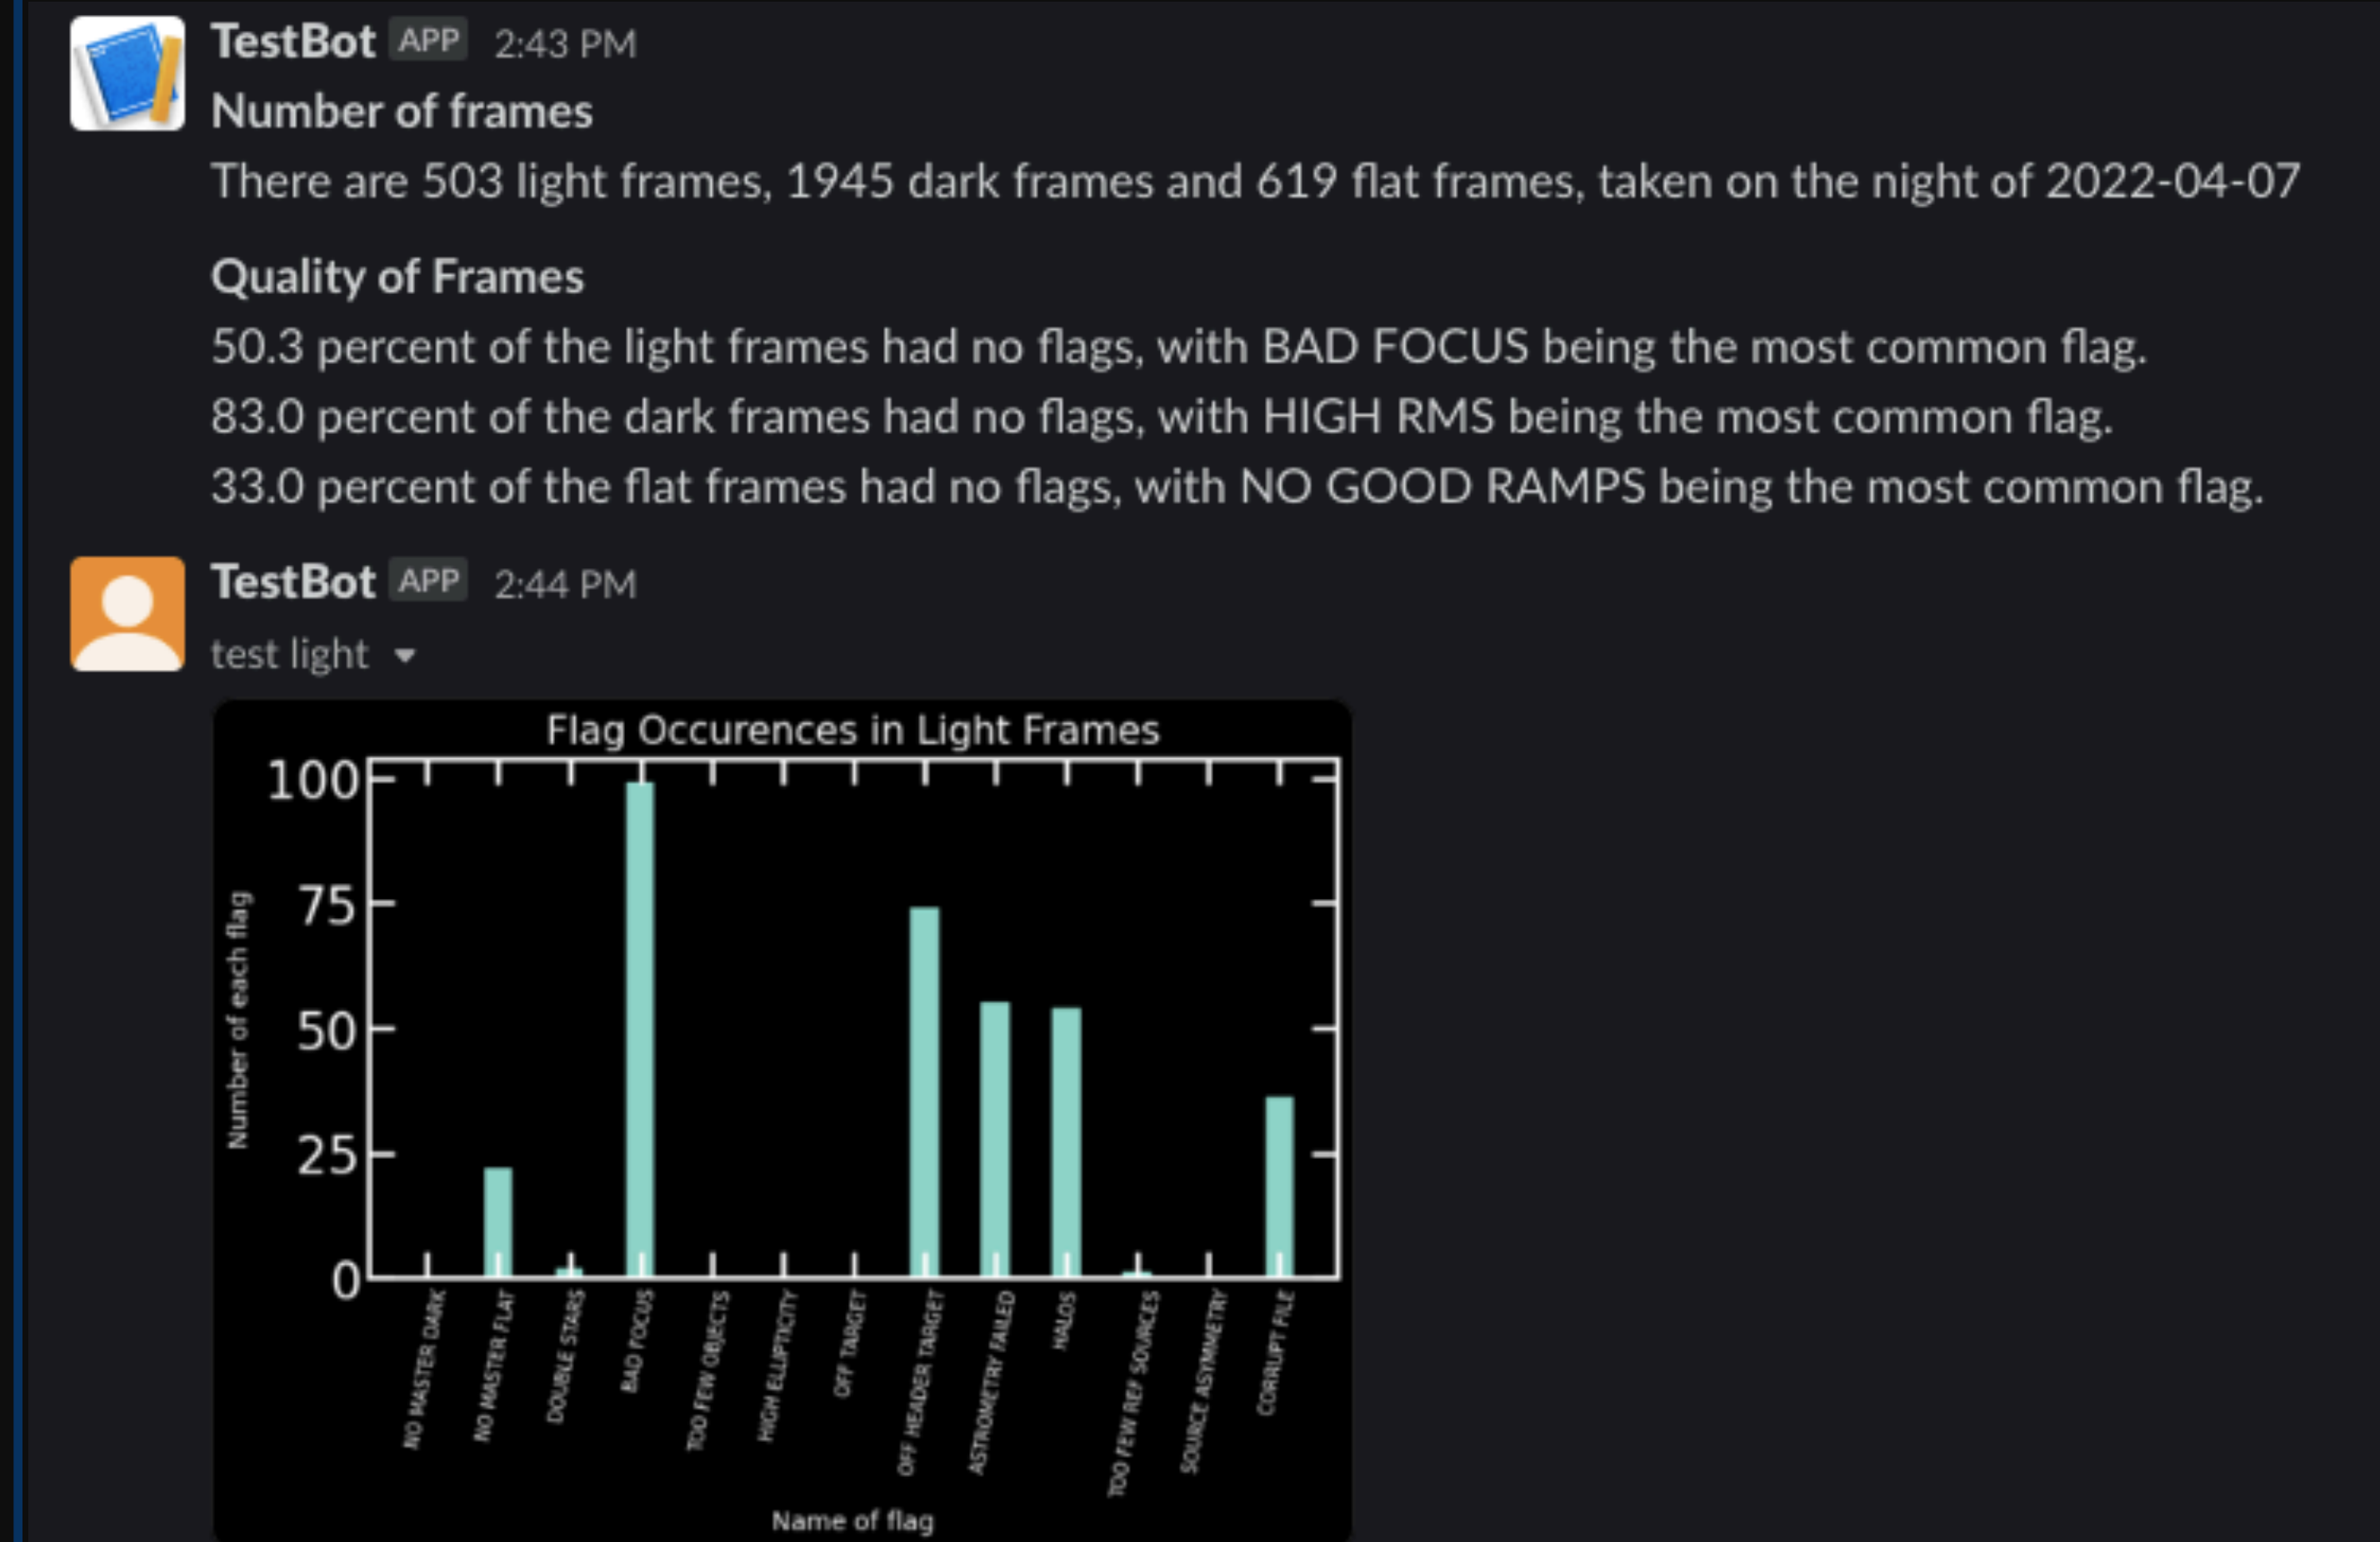 TestBot APP 2:43 PM
Number of frames
There are 503 light frames, 1945 dark frames and 619 flat frames, taken on the night of 2022-04-07
Quality of Frames
50.3 percent of the light frames had no flags, with BAD FOCUS being the most common flag.
83.0 percent of the dark frames had no flags, with HIGH RMS being the most common flag.
33.0 percent of the flat frames had no flags, with NO GOOD RAMPS being the most common flag.
TestBot APP 2:44 PM
test light
Flag Occurences in Light Frames
Number of each flag
100
75
50
25
0
NO MASTER DARK
NO MASTER FLAT
DOUBLE STARS
BAD FOCUS
TOO FEW OBJECTS
HIGH ELLIPTICITY
OFF TARGET
OFF HEADER TARGET
ASTROMETRY FAILED
HALOS
TOO FEW REF SOURCES
SOURCE ASYMMETRY
CORRUPT FILE
Name of flag